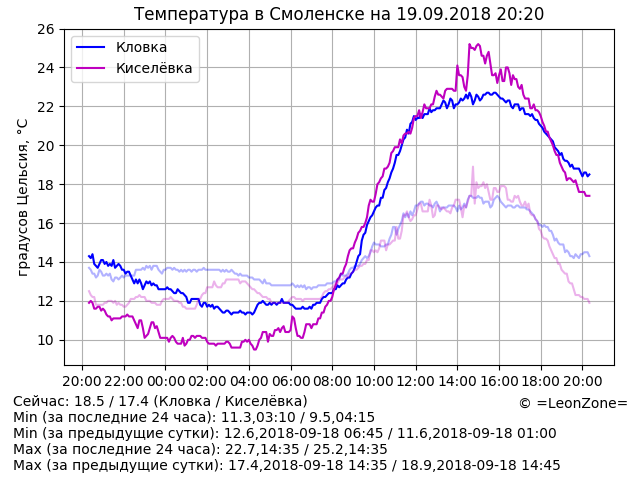 Температура в Смоленске на 19.09.2018 20:20
градусов Цельсия, °C
26
24
22
20
18
16
14
12
10
Кловка
Киселёвка
20:00 22:00 00:00 02:00 04:00 06:00 08:00 10:00 12:00 14:00 16:00 18:00 20:00
Сейчас: 18.5 / 17.4 (Кловка / Киселёвка)
© =LeonZone=
Min (за последние 24 часа): 11.3,03:10 / 9.5,04:15
Min (за предыдущие сутки): 12.6,2018-09-18 06:45 / 11.6,2018-09-18 01:00
Max (за последние 24 часа): 22.7,14:35 / 25.2,14:35
Max (за предыдущие сутки): 17.4,2018-09-18 14:35 / 18.9,2018-09-18 14:45